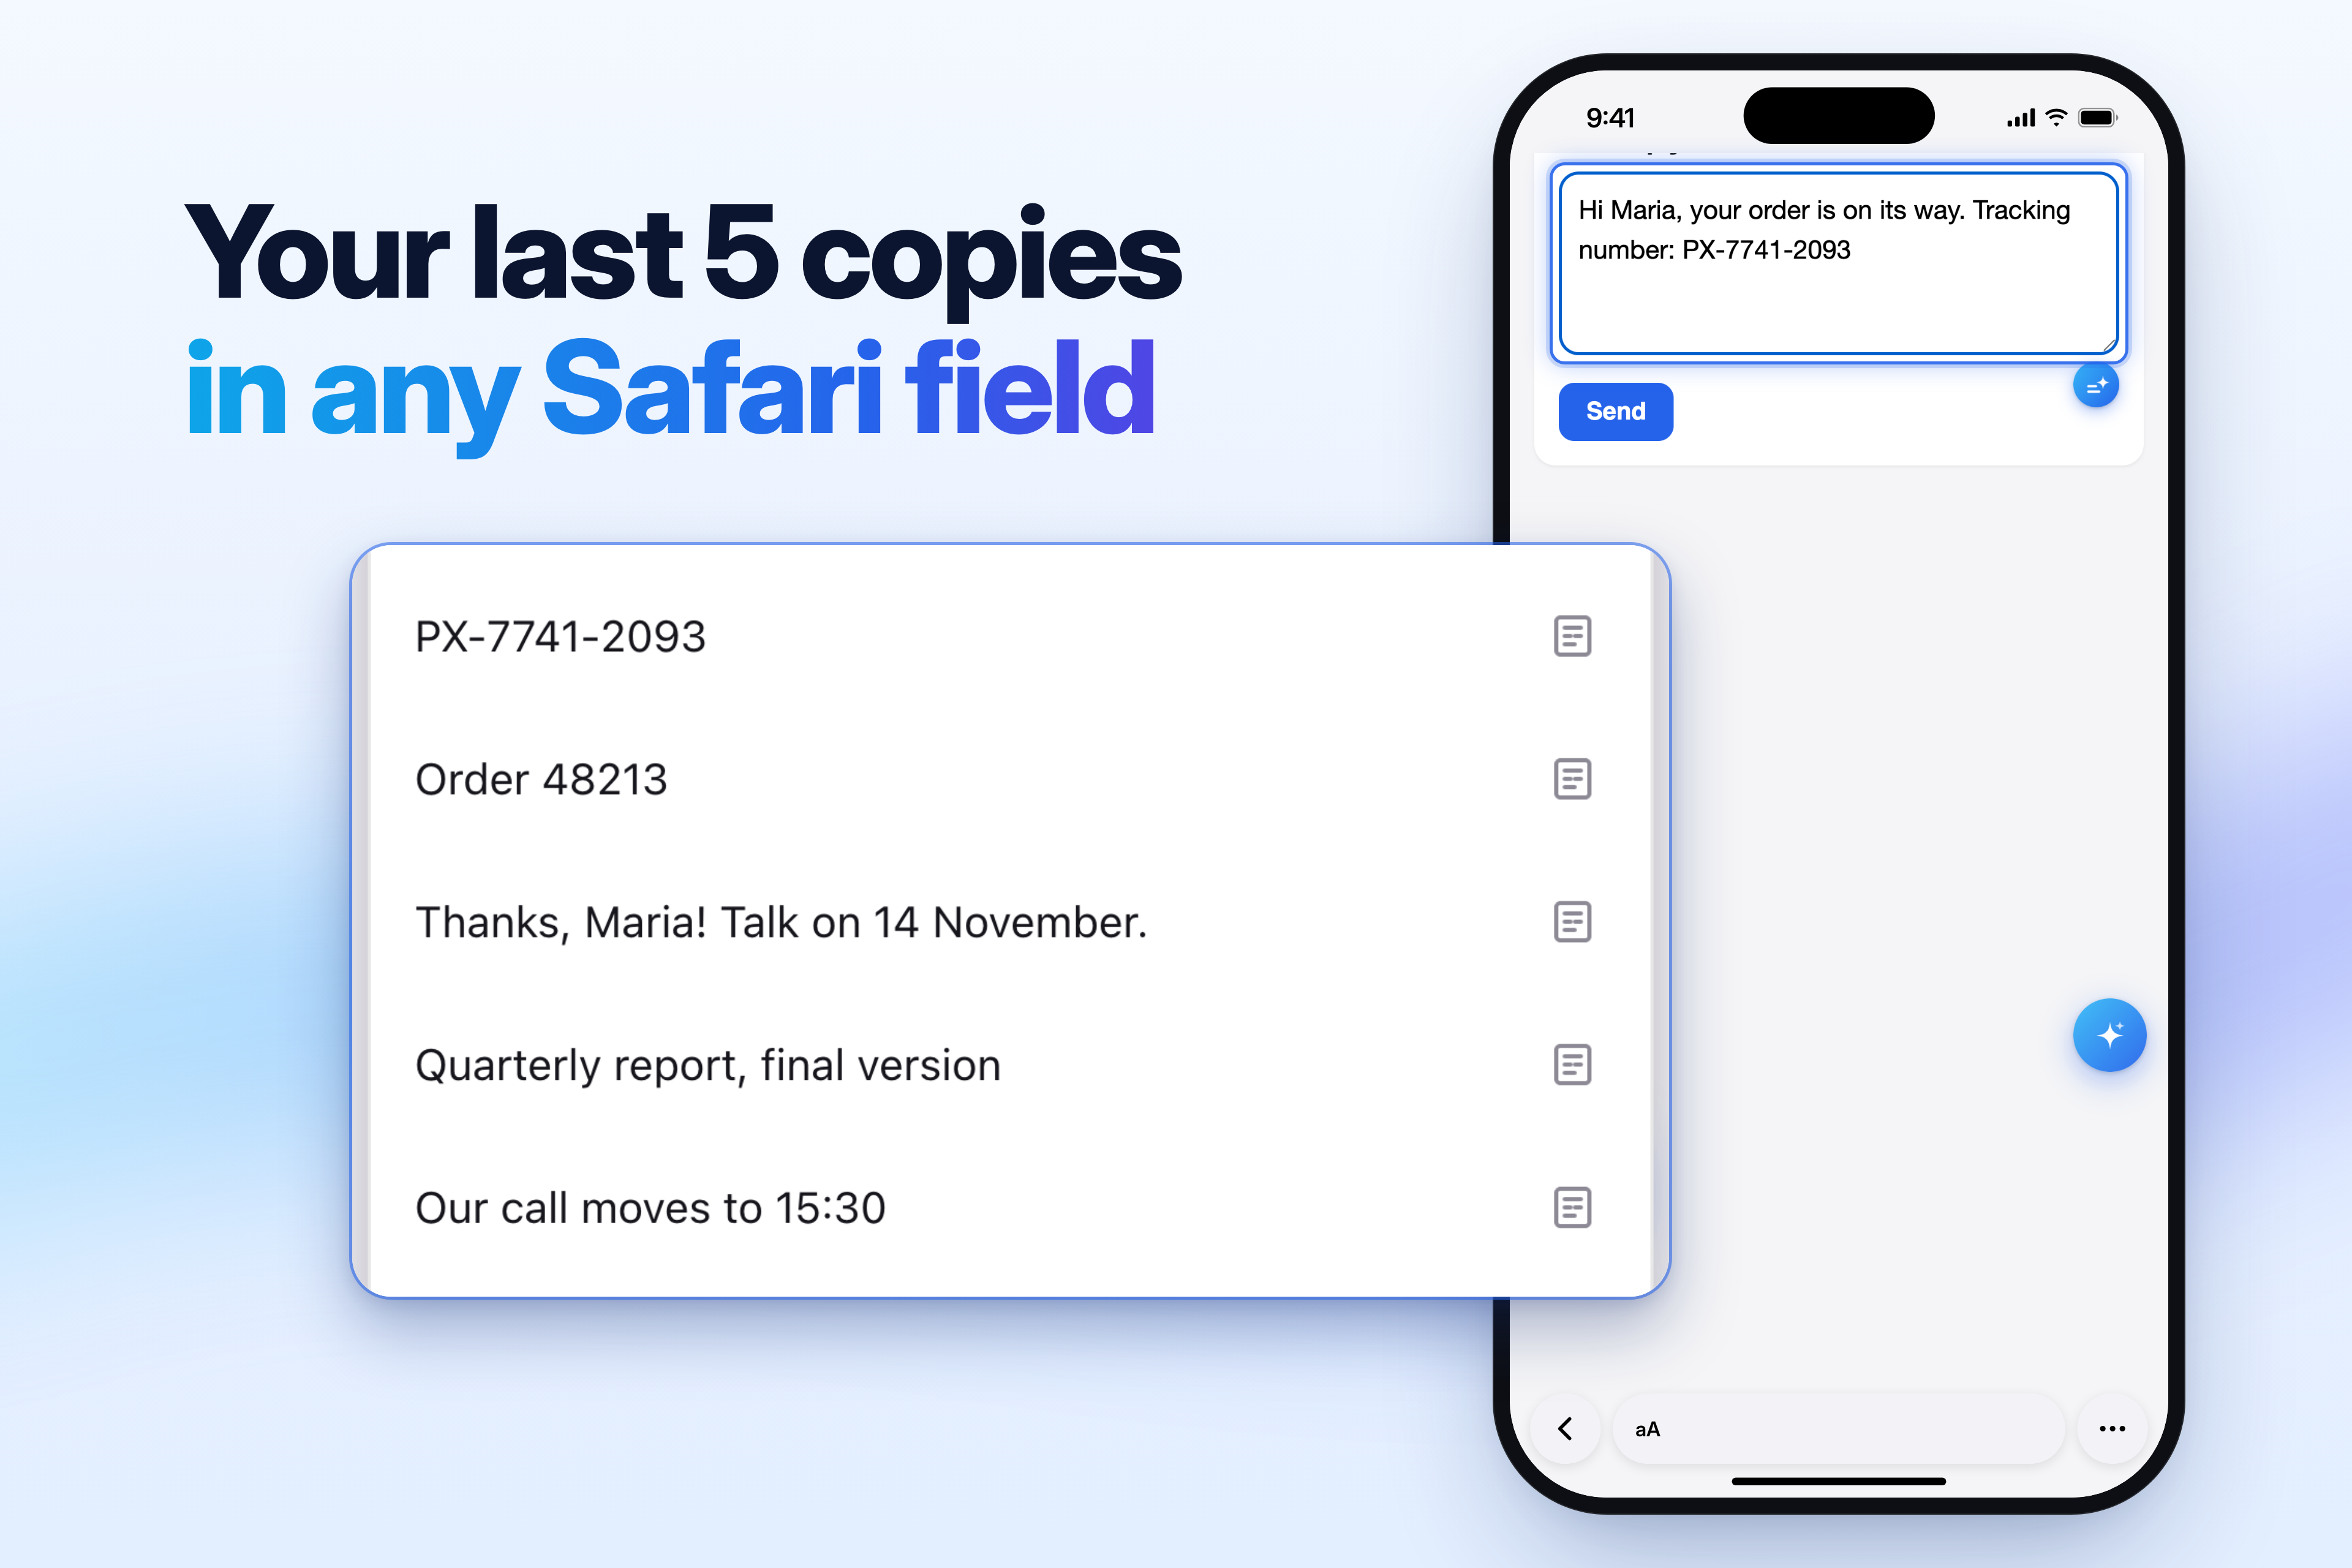 Your last 5 copies
in any Safari field
9:41
Hi Maria, your order is on its way. Tracking
number: PX-7741-2093
Send
PX-7741-2093
Order 48213
Thanks, Maria! Talk on 14 November.
Quarterly report, final version
Our call moves to 15:30
aA